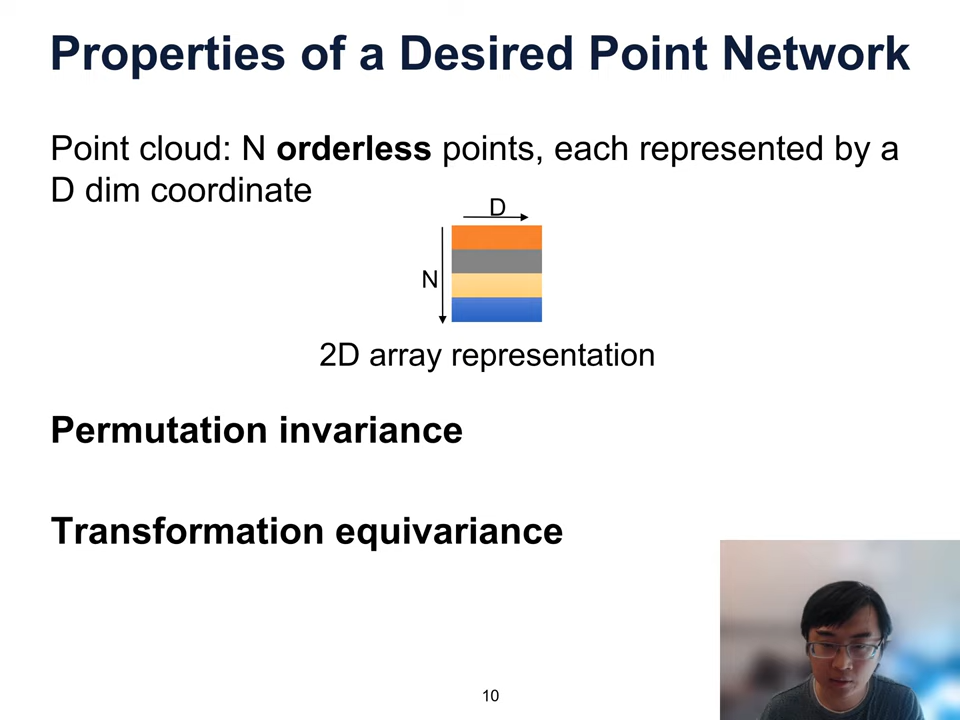 Properties of a Desired Point Network
Point cloud: N orderless points, each represented by a
D dim coordinate
D
N
2D array representation
Permutation invariance
Transformation equivariance
10